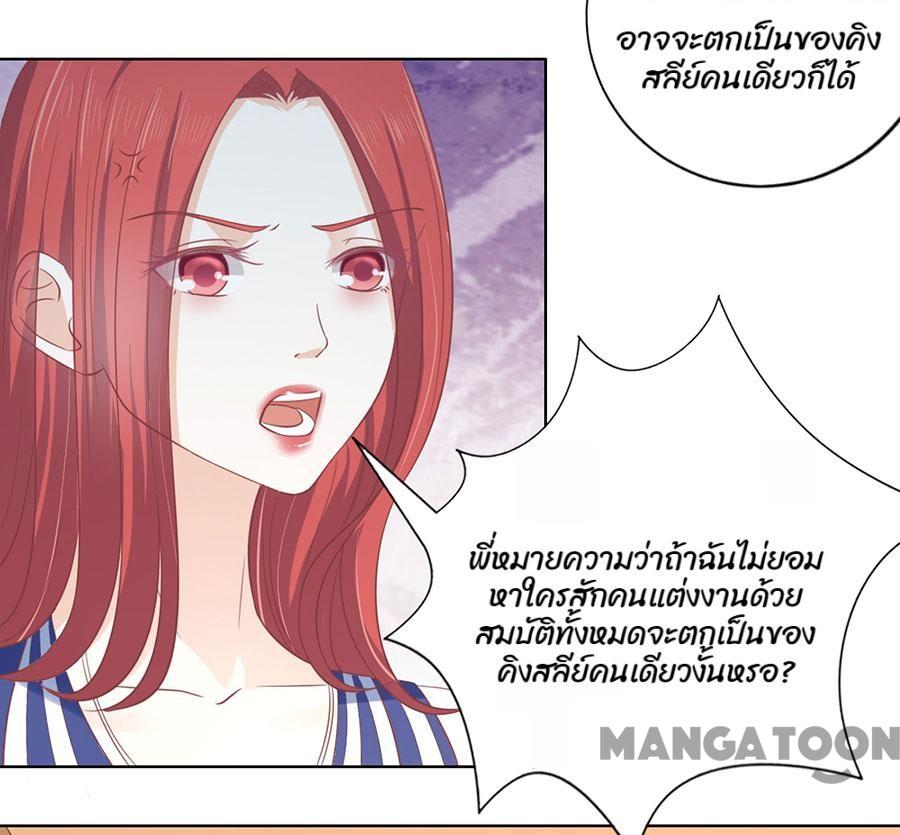 อาจจะตกเป็นของคิง
สลีย์คนเดียวก็ได้
พี่หมายความว่าถ้าฉันไม่ยอม
หาใครสักคนแต่งงานด้วย
สมบัติทั้งหมดจะตกเป็นของ
คิงสลีย์คนเดียวงั้นหรอ?
MANGATOON